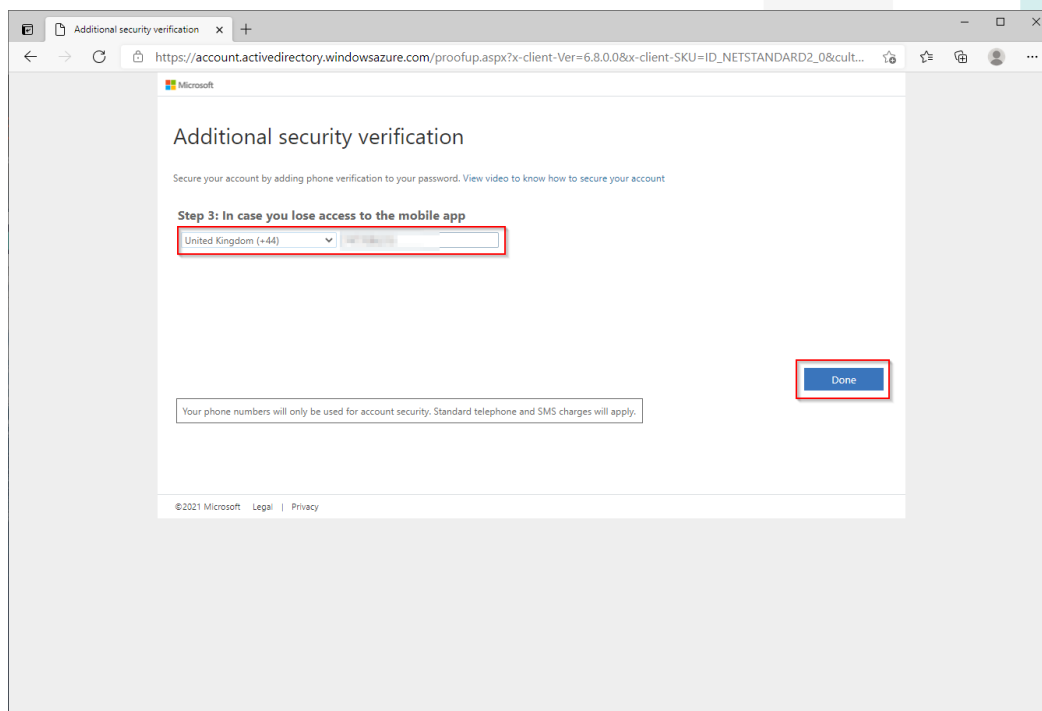 Additional security verification
https://account.activedirectory.windowsazure.com/proofup.aspx?x-client-Ver=6.8.0.0&x-client-SKU=ID_NETSTANDARD2_0&cult...
Microsoft
Additional security verification
Secure your account by adding phone verification to your password. View video to know how to secure your account
Step 3: In case you lose access to the mobile app
United Kingdom (+44)
Done
Your phone numbers will only be used for account security. Standard telephone and SMS charges will apply.
©2021 Microsoft Legal | Privacy